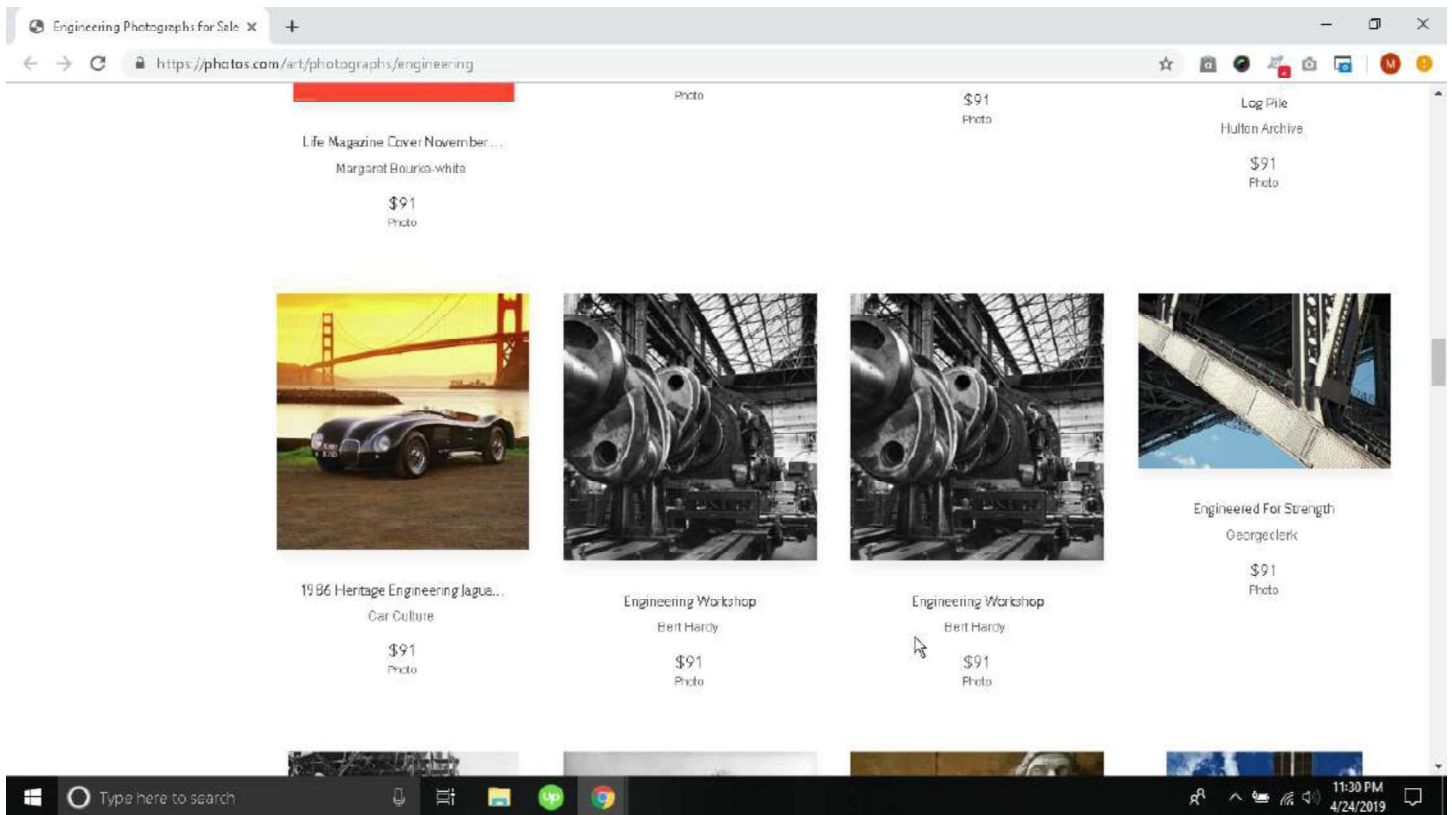 Engineering Photographs for Sale
https://photos.com/art/photographs/engineering
M
Photo
$91
Photo
Log Pile
Hulton Archive
$91
Photo
Life Magazine Cover November ...
Margaret Bourke-white
$91
Photo
1986 Heritage Engineering Jagua...
Car Culture
$91
Photo
Engineering Workshop
Bert Hardy
$91
Photo
Engineering Workshop
Bert Hardy
$91
Photo
Engineered For Strength
Georgeclerk
$91
Photo
Type here to search
Up
11:30 PM
4/24/2019